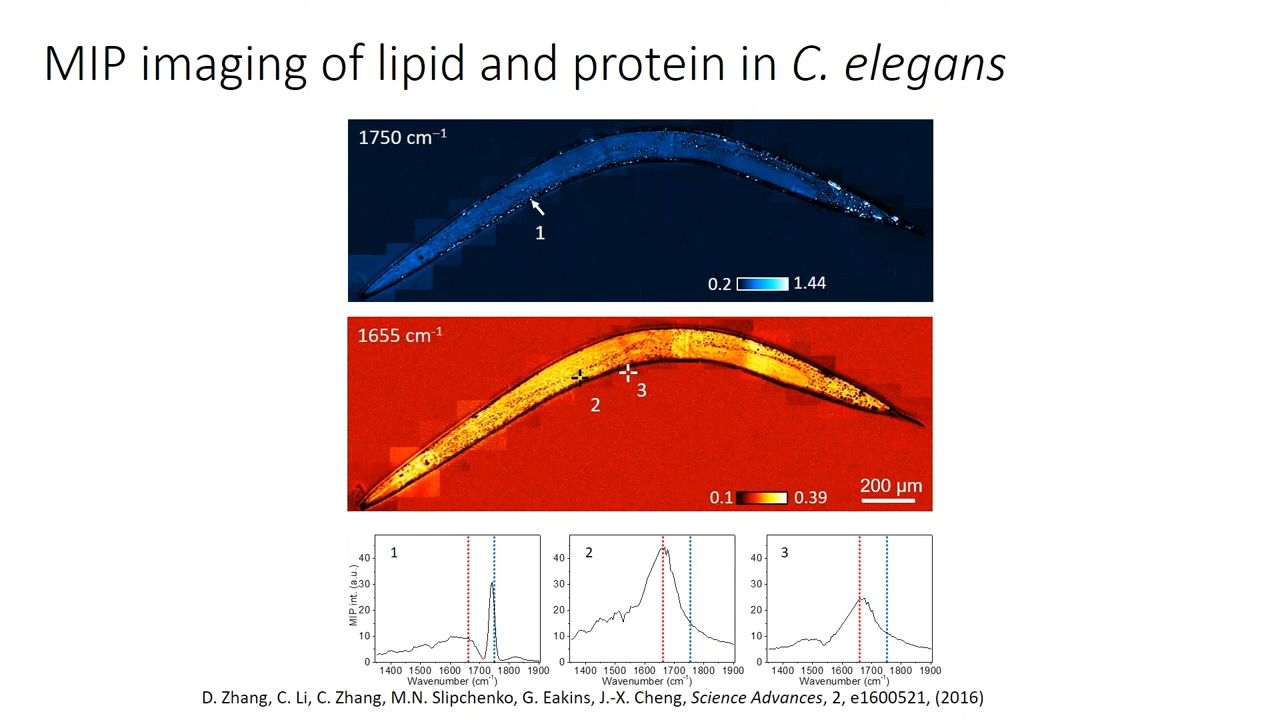 MIP imaging of lipid and protein in C. elegans
1750 cm⁻¹
1
0.2 1.44
1655 cm⁻¹
2
3
0.1 0.39
200 µm
1
2
3
MIP int. (a.u.)
40
30
20
10
0
40
30
20
10
0
40
30
20
10
0
1400 1500 1600 1700 1800 1900
1400 1500 1600 1700 1800 1900
1400 1500 1600 1700 1800 1900
Wavenumber (cm⁻¹)
Wavenumber (cm⁻¹)
Wavenumber (cm⁻¹)
D. Zhang, C. Li, C. Zhang, M.N. Slipchenko, G. Eakins, J.-X. Cheng, Science Advances, 2, e1600521, (2016)